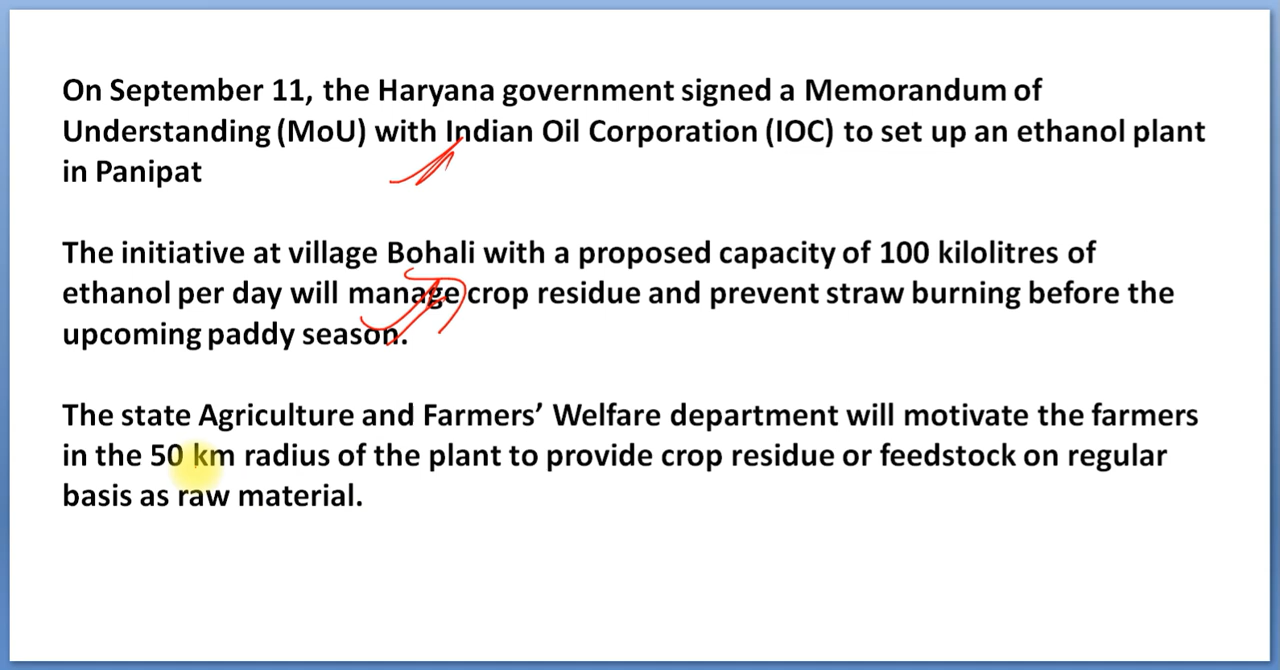 On September 11, the Haryana government signed a Memorandum of
Understanding (MoU) with Indian Oil Corporation (IOC) to set up an ethanol plant
in Panipat
The initiative at village Bohali with a proposed capacity of 100 kilolitres of
ethanol per day will manage crop residue and prevent straw burning before the
upcoming paddy season.
The state Agriculture and Farmers’ Welfare department will motivate the farmers
in the 50 km radius of the plant to provide crop residue or feedstock on regular
basis as raw material.